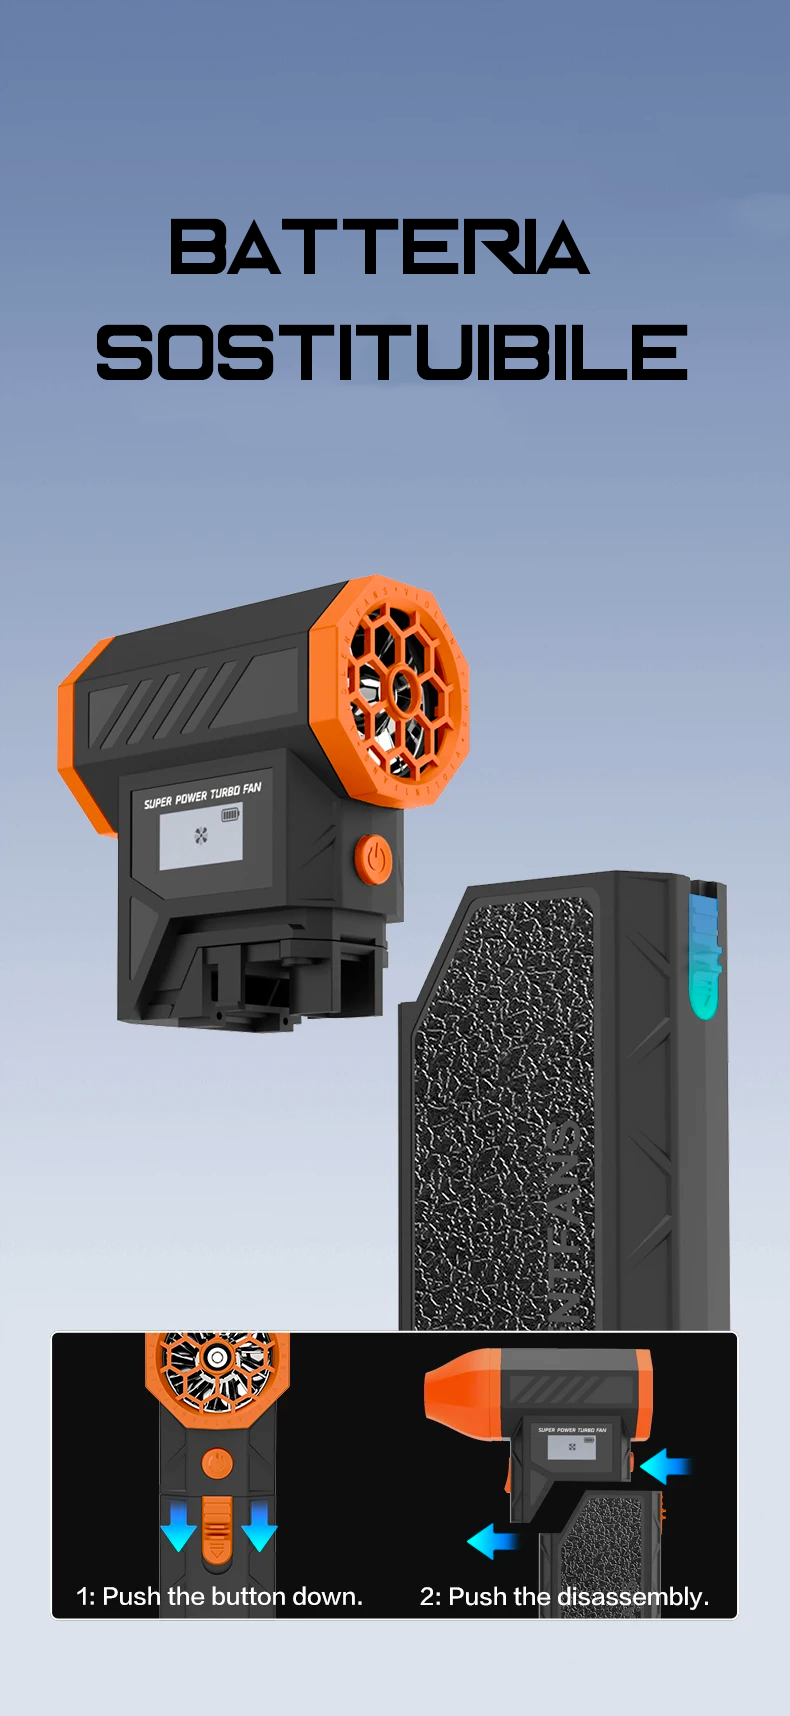 BATTERIA
SOSTITUIBILE
SUPER POWER TURBO FAN
NTFANS
SUPER POWER TURBO FAN
1: Push the button down.
2: Push the disassembly.